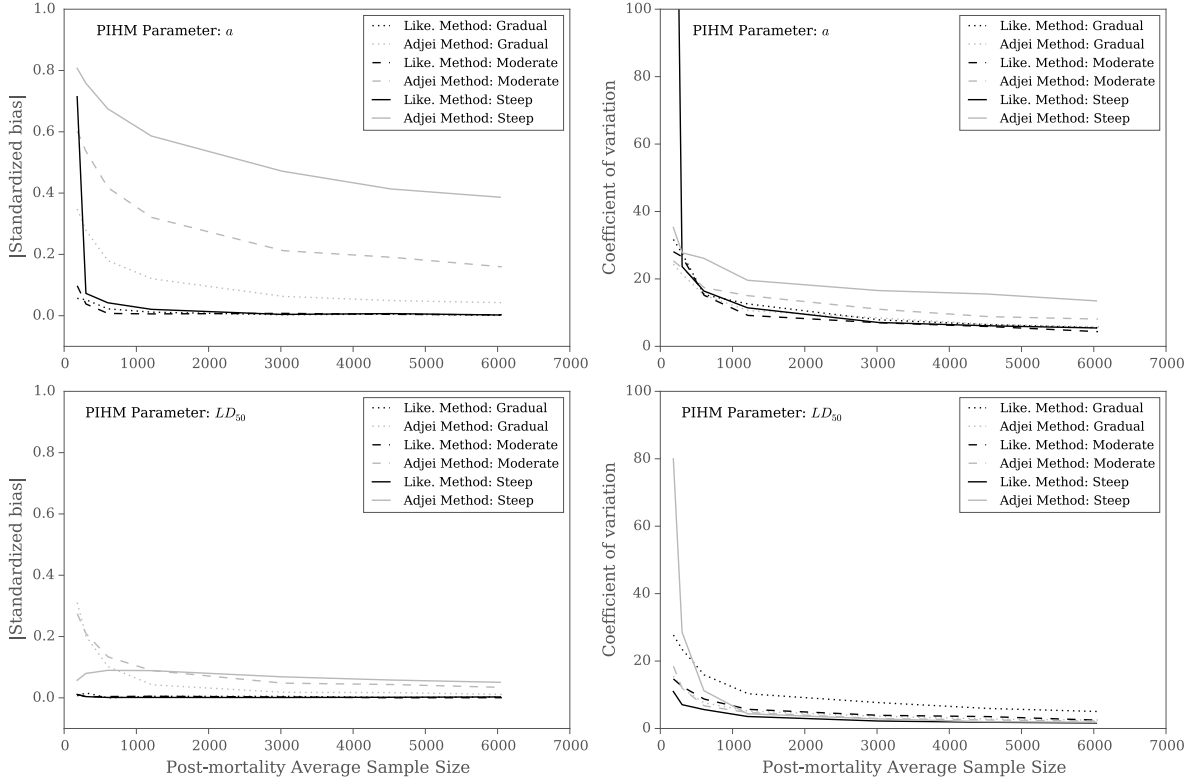 PIHM Parameter: a
Like. Method: Gradual
Adjei Method: Gradual
Like. Method: Moderate
Adjei Method: Moderate
Like. Method: Steep
Adjei Method: Steep
|Standardized bias|
1.0
0.8
0.6
0.4
0.2
0.0
0 1000 2000 3000 4000 5000 6000 7000
PIHM Parameter: a
Like. Method: Gradual
Adjei Method: Gradual
Like. Method: Moderate
Adjei Method: Moderate
Like. Method: Steep
Adjei Method: Steep
Coefficient of variation
100
80
60
40
20
0
0 1000 2000 3000 4000 5000 6000 7000
PIHM Parameter: LD50
Like. Method: Gradual
Adjei Method: Gradual
Like. Method: Moderate
Adjei Method: Moderate
Like. Method: Steep
Adjei Method: Steep
|Standardized bias|
1.0
0.8
0.6
0.4
0.2
0.0
0 1000 2000 3000 4000 5000 6000 7000
Post-mortality Average Sample Size
PIHM Parameter: LD50
Like. Method: Gradual
Adjei Method: Gradual
Like. Method: Moderate
Adjei Method: Moderate
Like. Method: Steep
Adjei Method: Steep
Coefficient of variation
100
80
60
40
20
0
0 1000 2000 3000 4000 5000 6000 7000
Post-mortality Average Sample Size